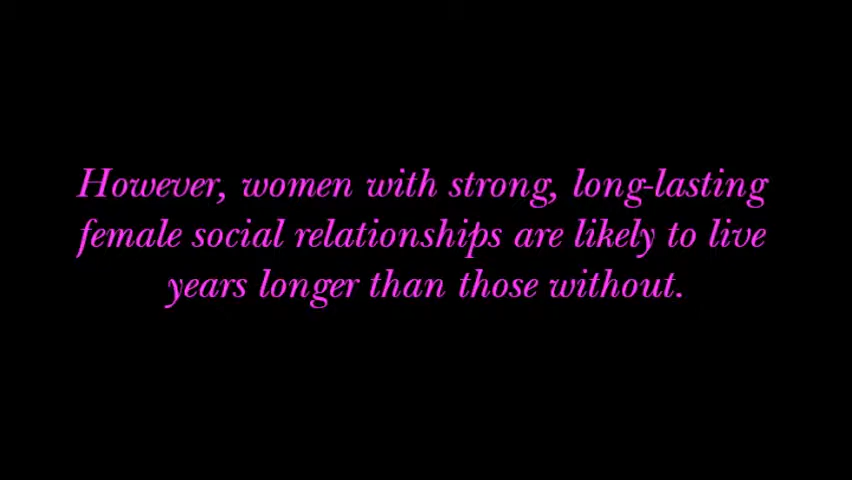 However, women with strong, long-lasting
female social relationships are likely to live
years longer than those without.